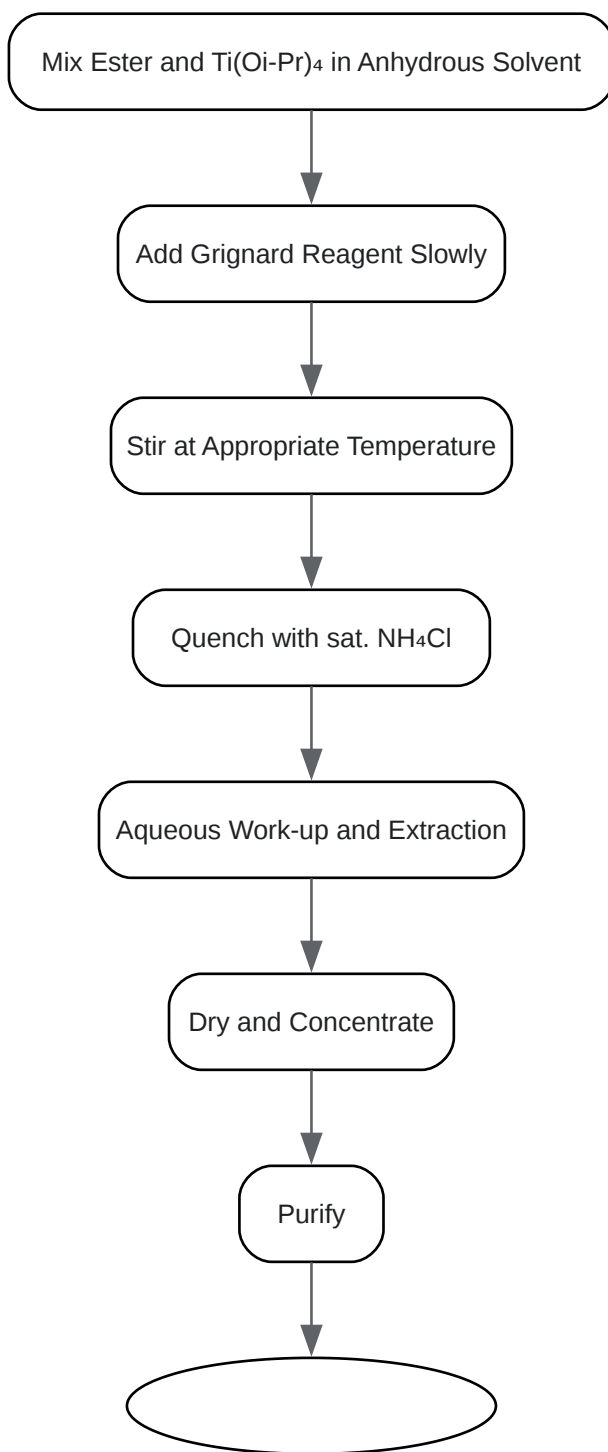 Mix Ester and Ti(Oi-Pr)₄ in Anhydrous Solvent
Add Grignard Reagent Slowly
Stir at Appropriate Temperature
Quench with sat. NH₄Cl
Aqueous Work-up and Extraction
Dry and Concentrate
Purify